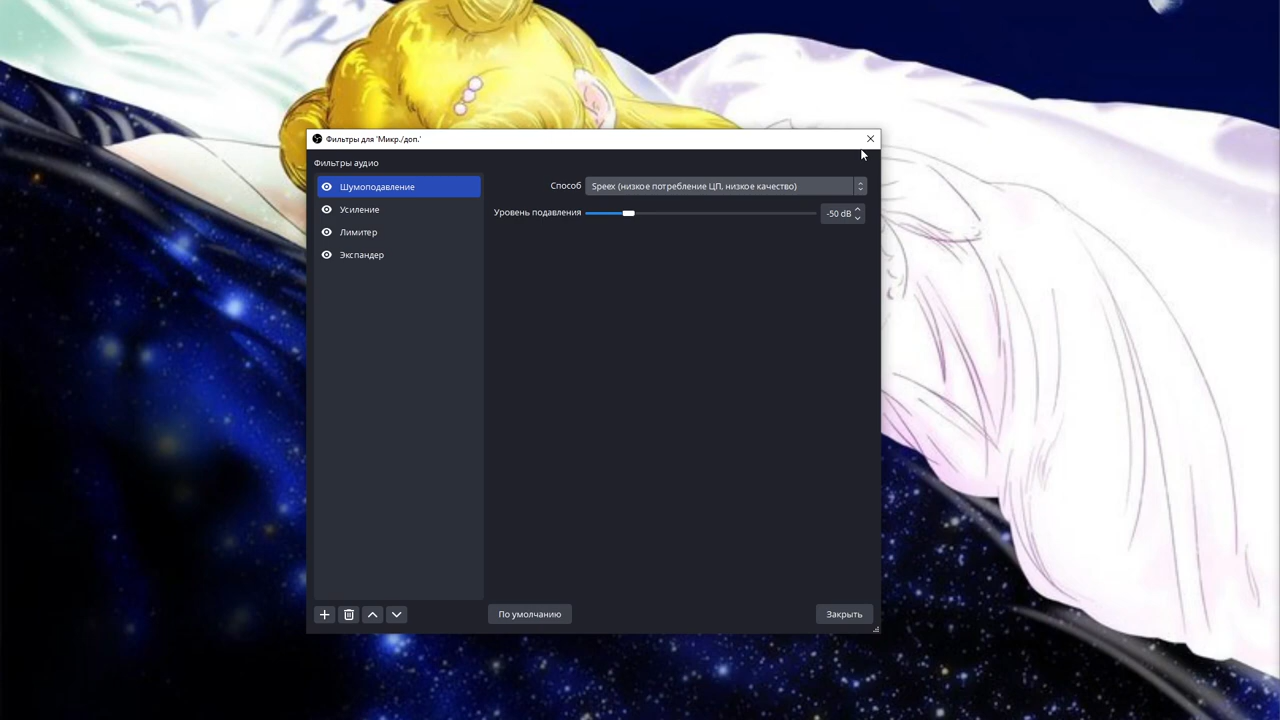 Фильтры для 'Микр./доп.'
Фильтры аудио
Шумоподавление
Усиление
Лимитер
Экспандер
Способ Speex (низкое потребление ЦП, низкое качество)
Уровень подавления -50 dB
По умолчанию
Закрыть